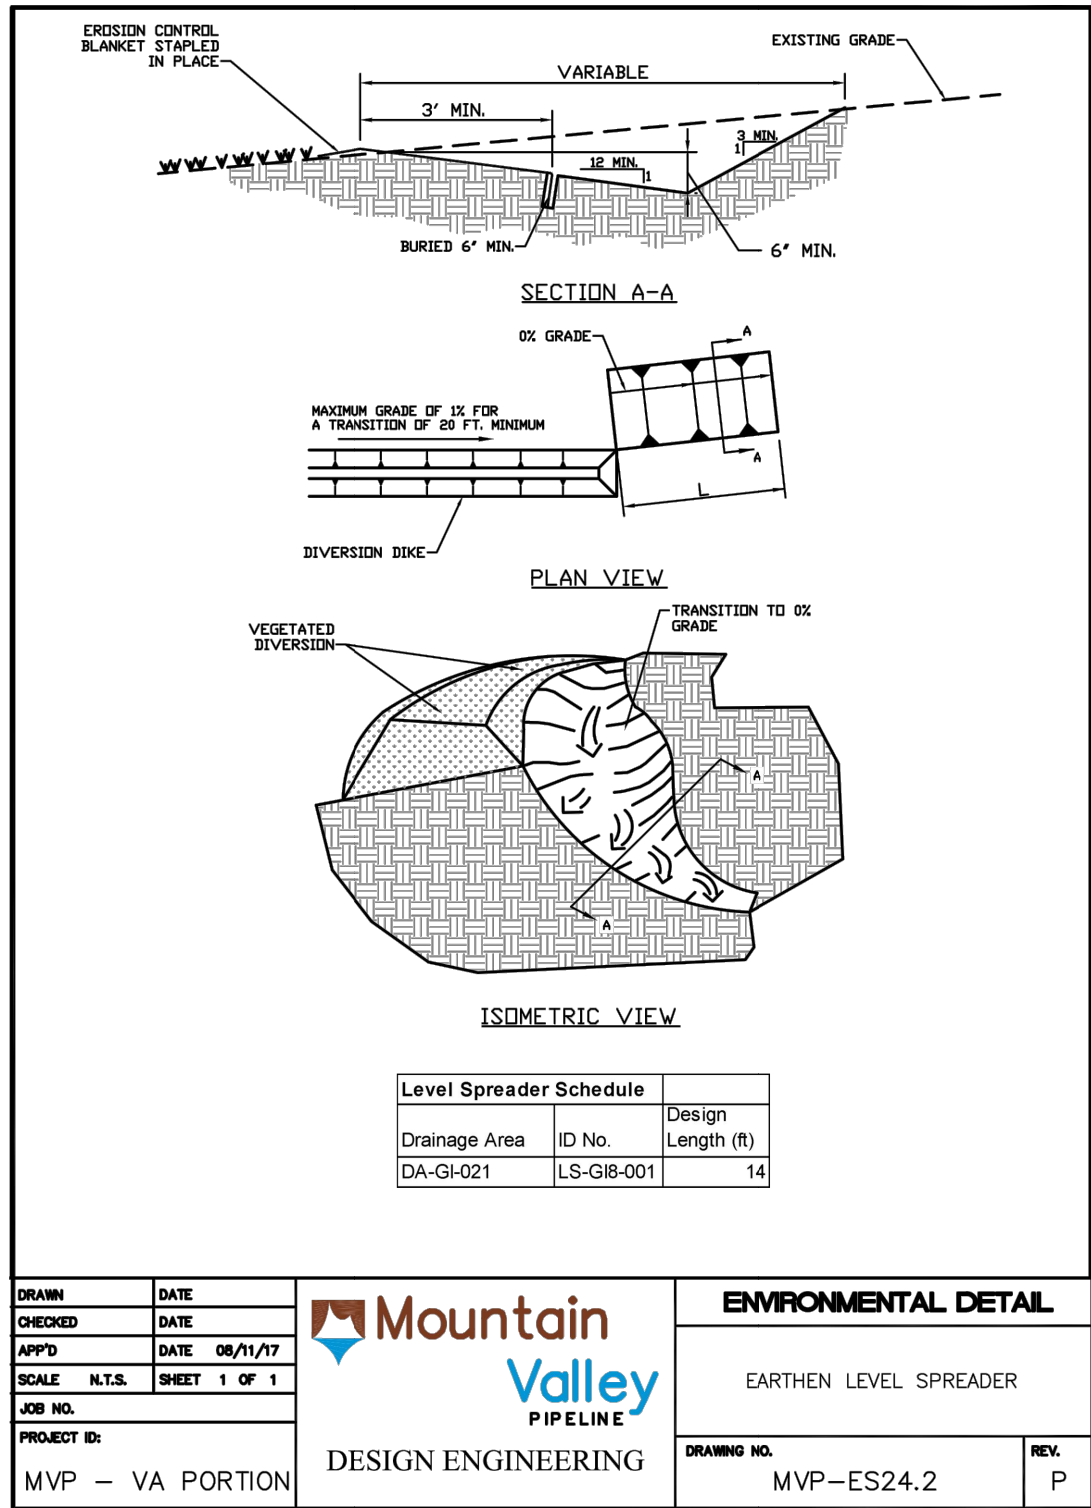 EROSION CONTROL
BLANKET STAPLED
IN PLACE
EXISTING GRADE
VARIABLE
3' MIN.
3 MIN.
1
12 MIN.
1
BURIED 6" MIN.
6" MIN.
SECTION A-A
0% GRADE
A
MAXIMUM GRADE OF 1% FOR
A TRANSITION OF 20 FT. MINIMUM
A
L
DIVERSION DIKE
PLAN VIEW
TRANSITION TO 0%
GRADE
VEGETATED
DIVERSION
A
A
ISOMETRIC VIEW
Level Spreader Schedule
Drainage Area ID No. Design
Length (ft)
DA-GI-021 LS-GI8-001 14
DRAWN DATE
CHECKED DATE
APP'D DATE 08/11/17
SCALE N.T.S. SHEET 1 OF 1
JOB NO.
PROJECT ID:
MVP - VA PORTION
Mountain
Valley
PIPELINE
DESIGN ENGINEERING
ENVIRONMENTAL DETAIL
EARTHEN LEVEL SPREADER
DRAWING NO.
MVP-ES24.2
REV.
P